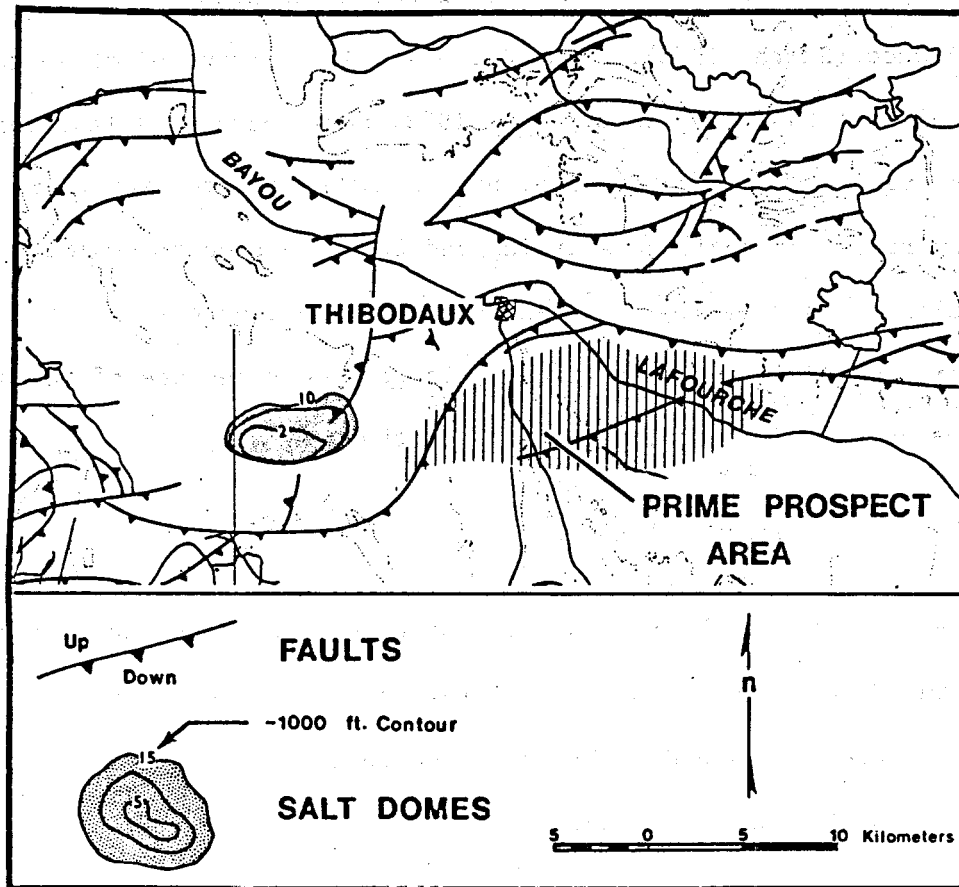 BAYOU
THIBODAUX
10
2
LAFOURCHE
PRIME PROSPECT
AREA
Up
Down
FAULTS
-1000 ft. Contour
15
5
SALT DOMES
n
5 0 5 10 Kilometers